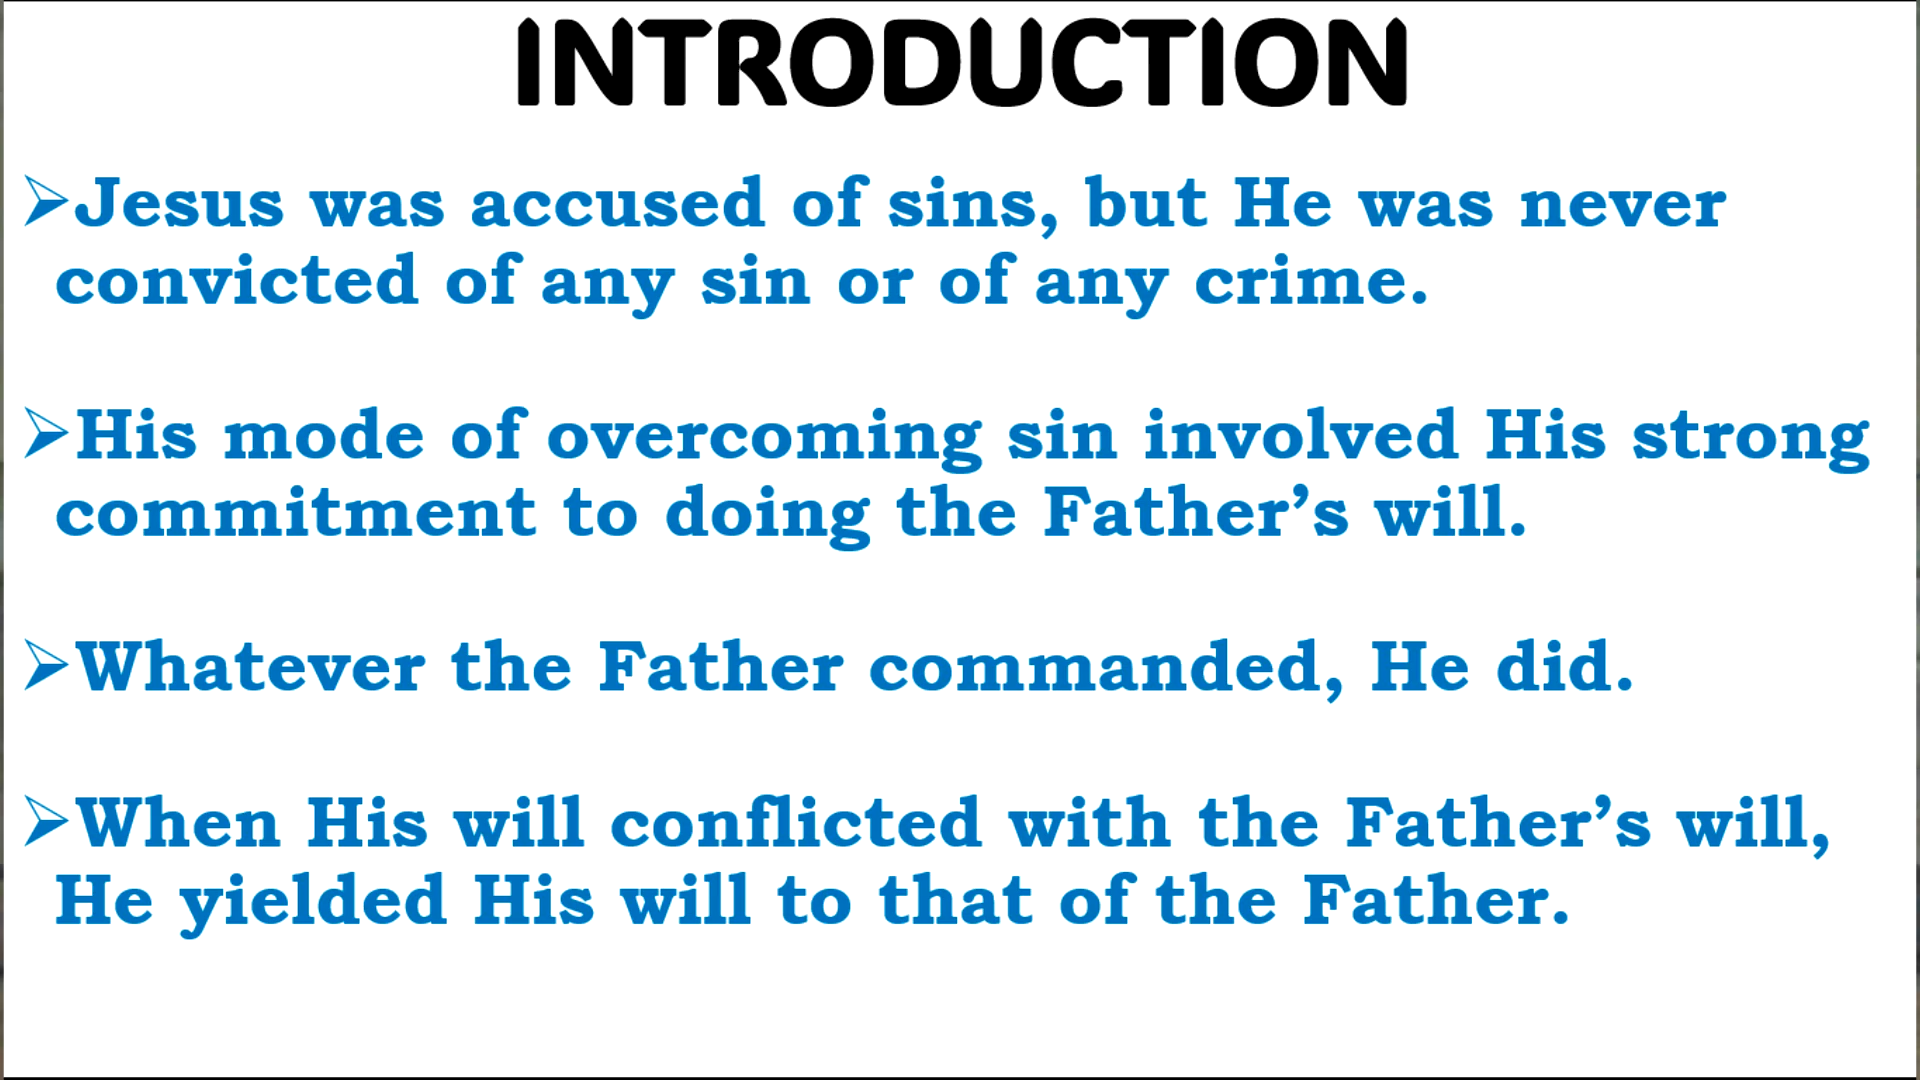 INTRODUCTION
➢Jesus was accused of sins, but He was never
convicted of any sin or of any crime.
➢His mode of overcoming sin involved His strong
commitment to doing the Father’s will.
➢Whatever the Father commanded, He did.
➢When His will conflicted with the Father’s will,
He yielded His will to that of the Father.